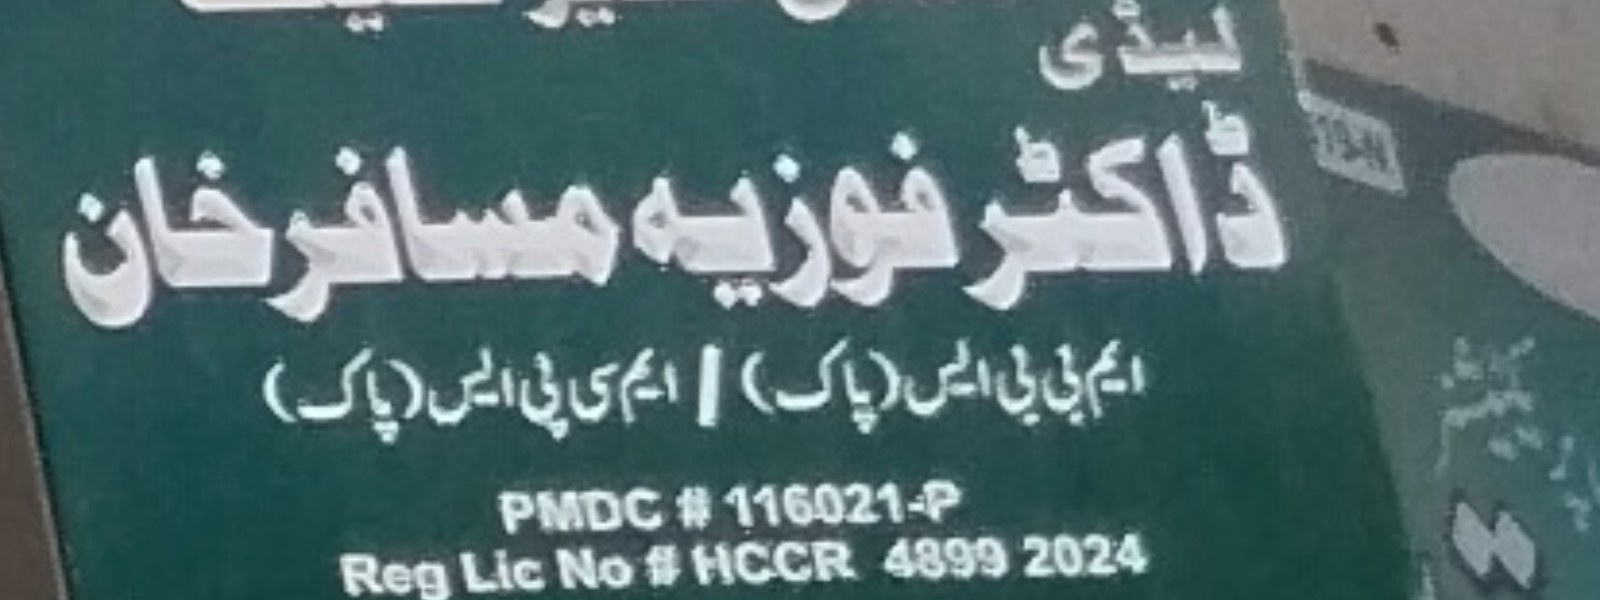 لیڈی
ڈاکٹر فوزیہ مسافر خان
ایم بی بی ایس (پاک) / ایم سی پی ایس (پاک)
PMDC # 116021-P
Reg Lic No # HCCR 4899 2024